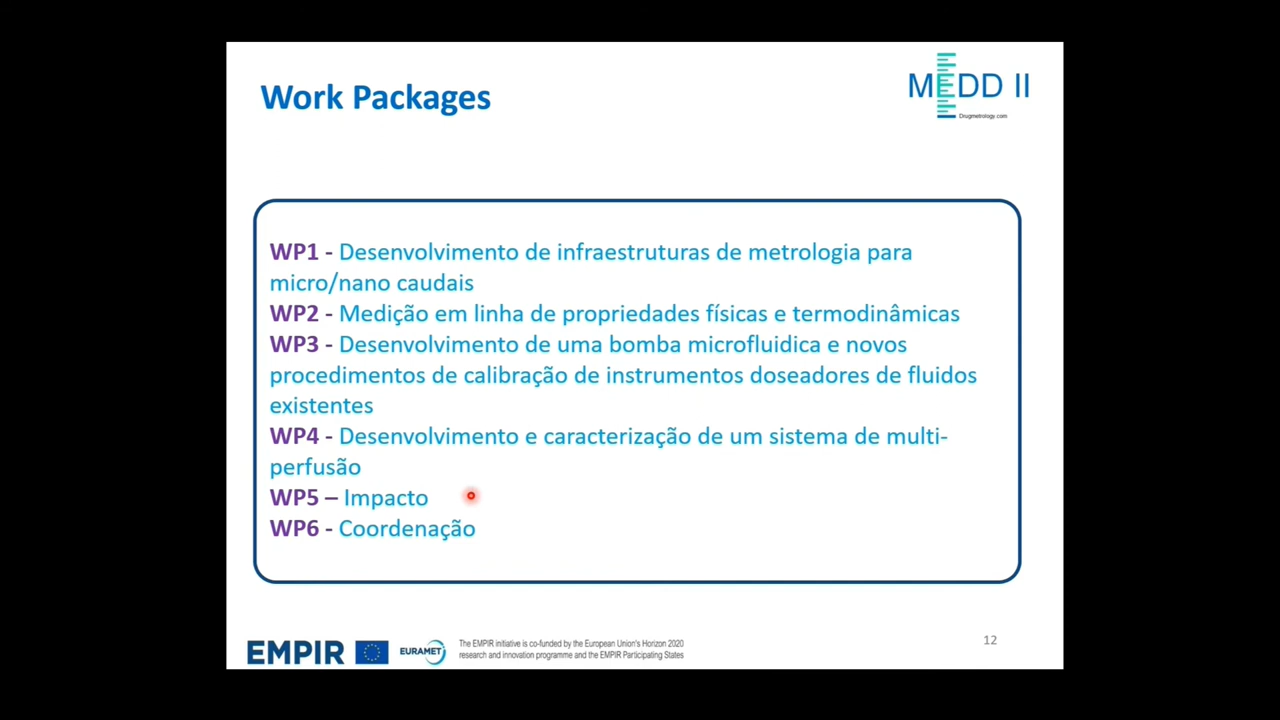 Work Packages
MEDD II
Drugmetrology.com
WP1 - Desenvolvimento de infraestruturas de metrologia para
micro/nano caudais
WP2 - Medição em linha de propriedades físicas e termodinâmicas
WP3 - Desenvolvimento de uma bomba microfluidica e novos
procedimentos de calibração de instrumentos doseadores de fluidos
existentes
WP4 - Desenvolvimento e caracterização de um sistema de multi-
perfusão
WP5 – Impacto
WP6 - Coordenação
EMPIR
EURAMET
The EMPIR initiative is co-funded by the European Union's Horizon 2020
research and innovation programme and the EMPIR Participating States
12